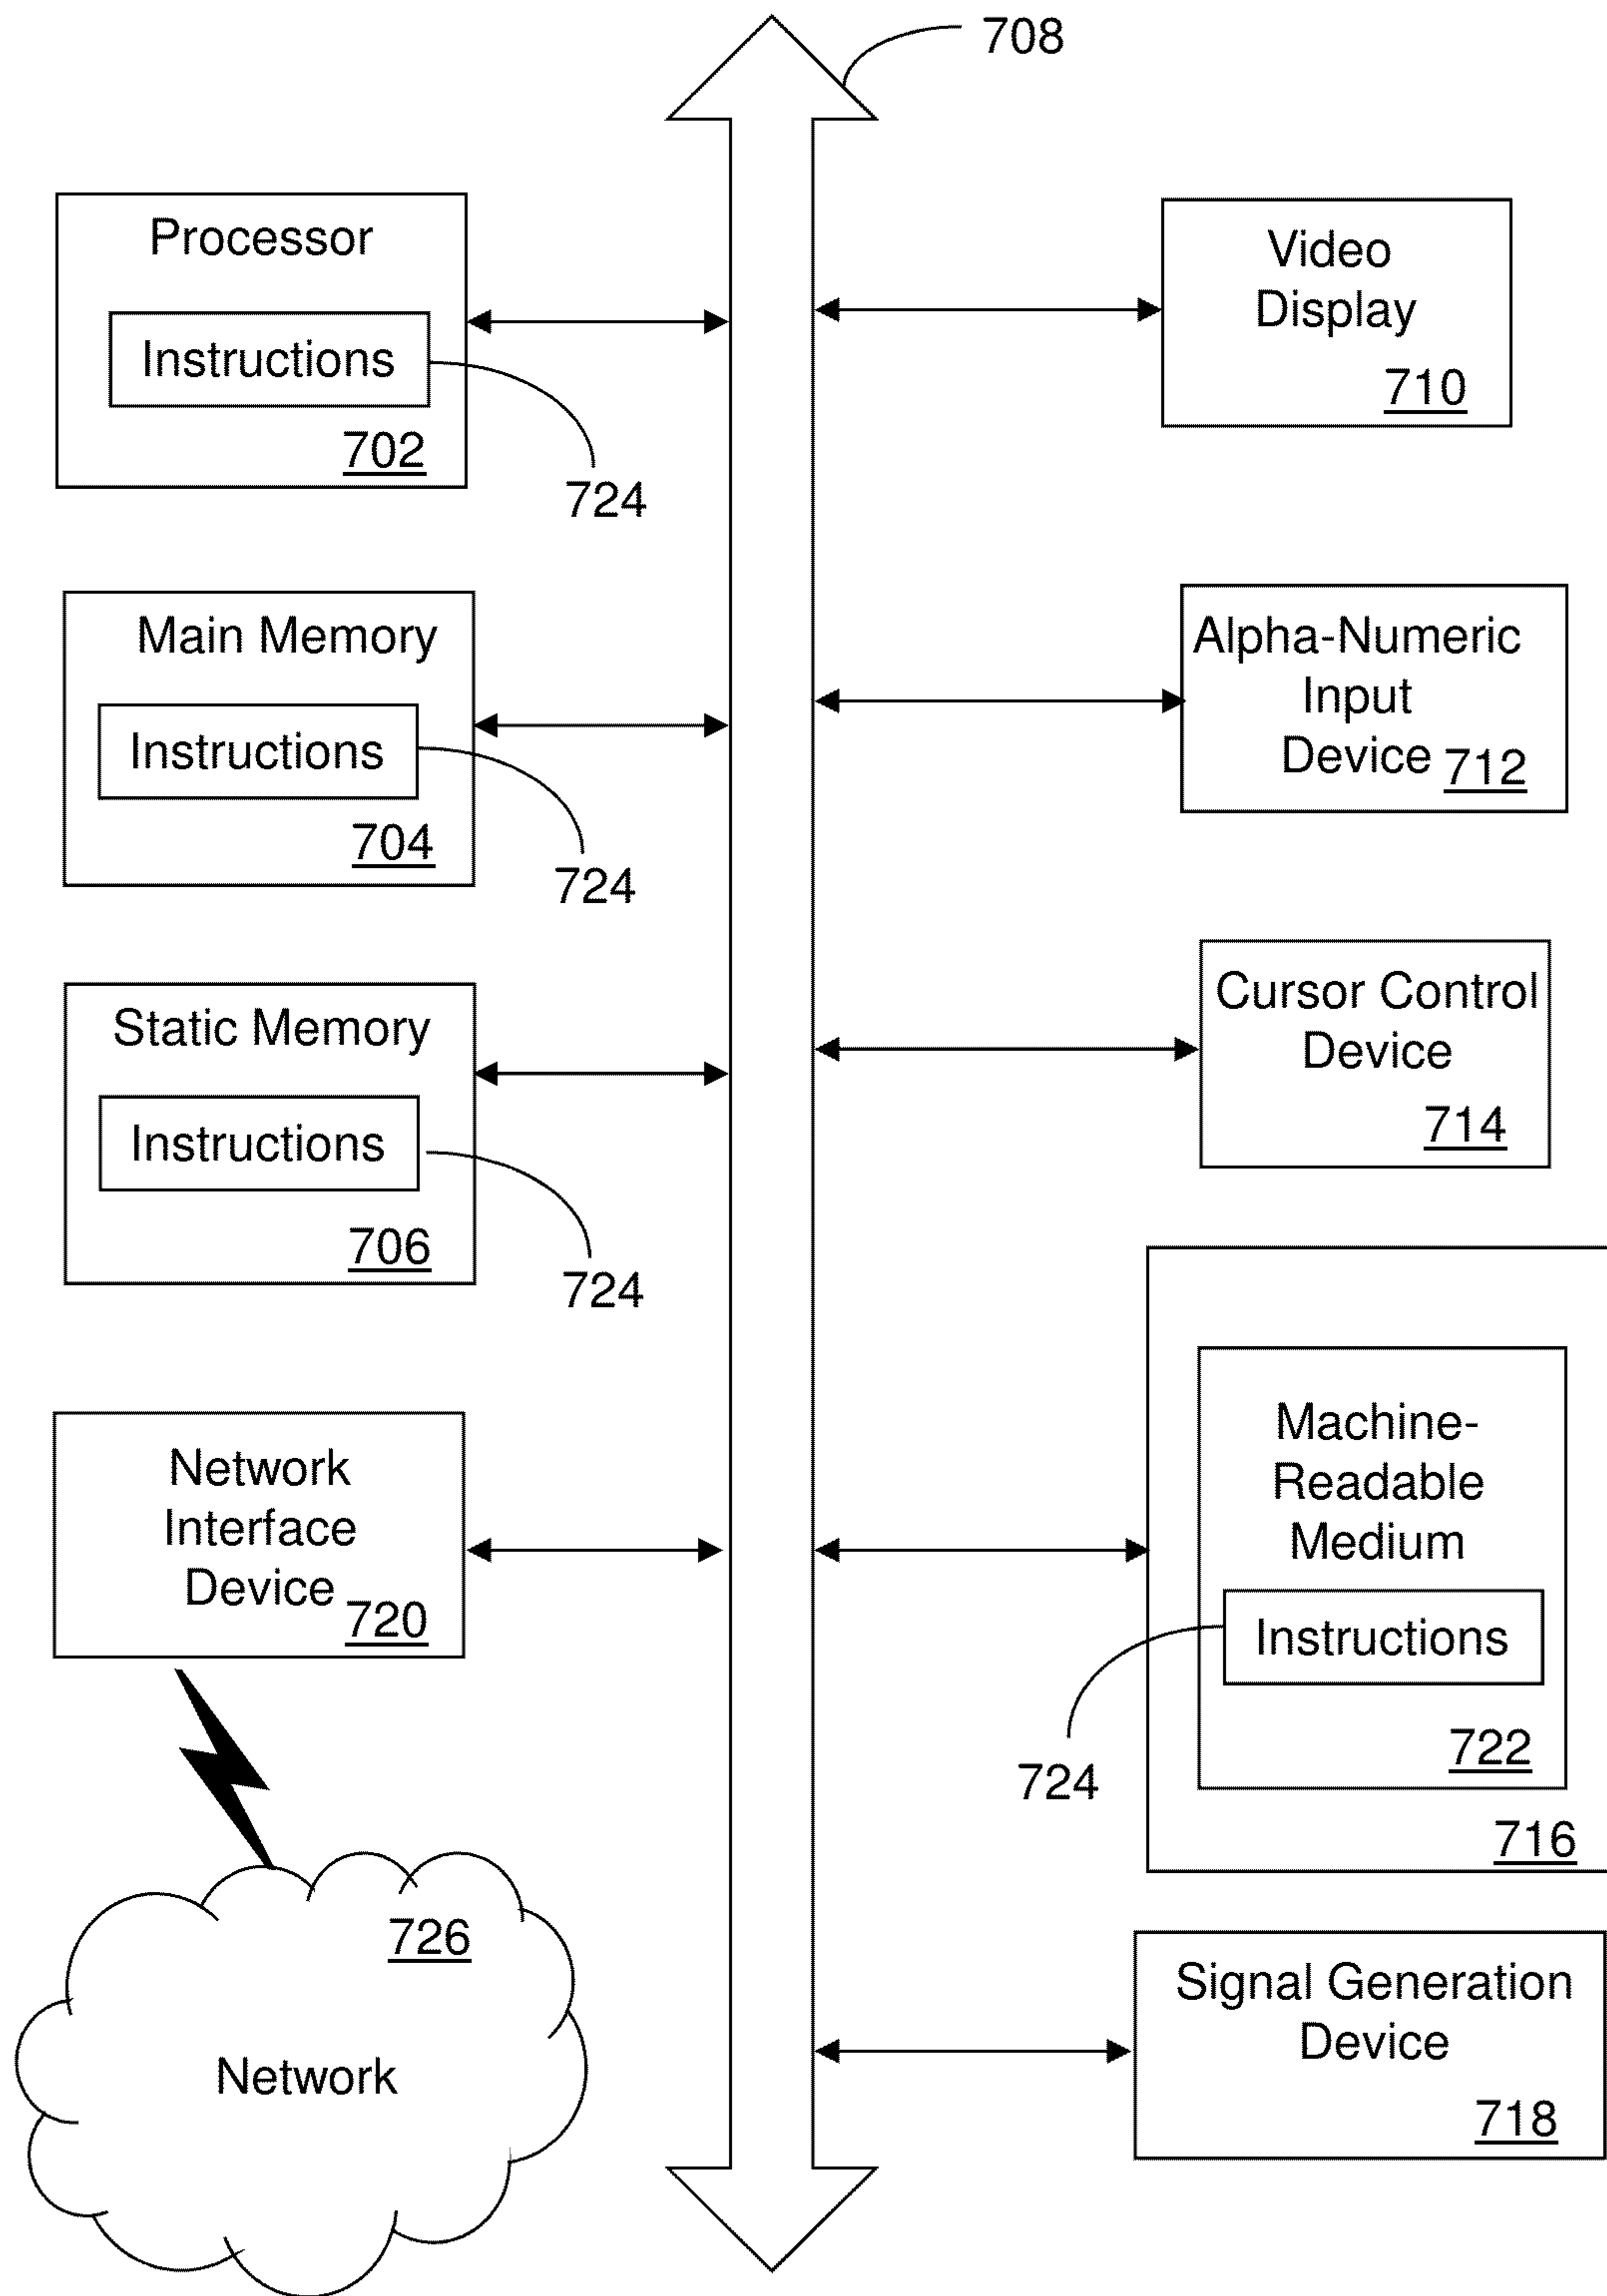 708
Processor
Instructions
702
724
Video
Display
710
Main Memory
Instructions
704
724
Alpha-Numeric
Input
Device 712
Static Memory
Instructions
706
724
Cursor Control
Device
714
Network
Interface
Device
720
Machine-
Readable
Medium
Instructions
722
724
716
726
Network
Signal Generation
Device
718